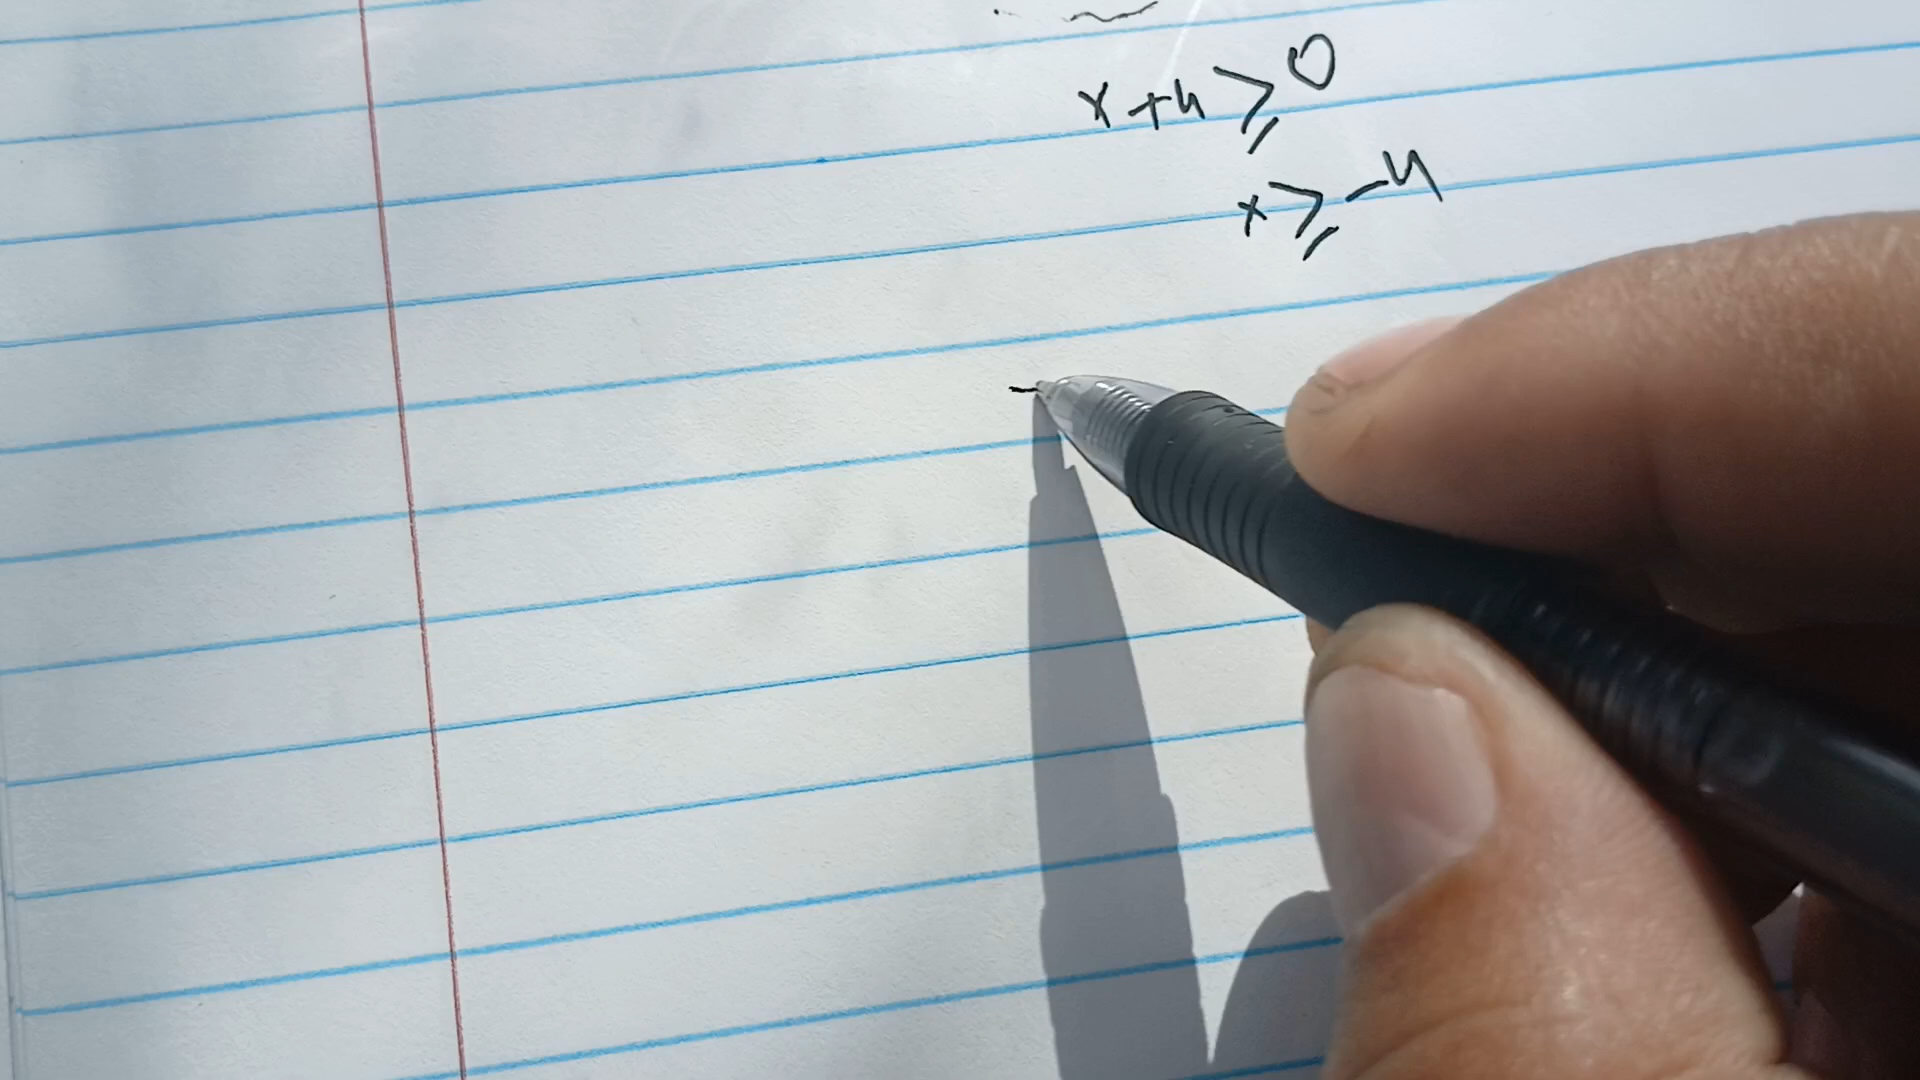 x + 4 ⩾ 0
x ⩾ -4